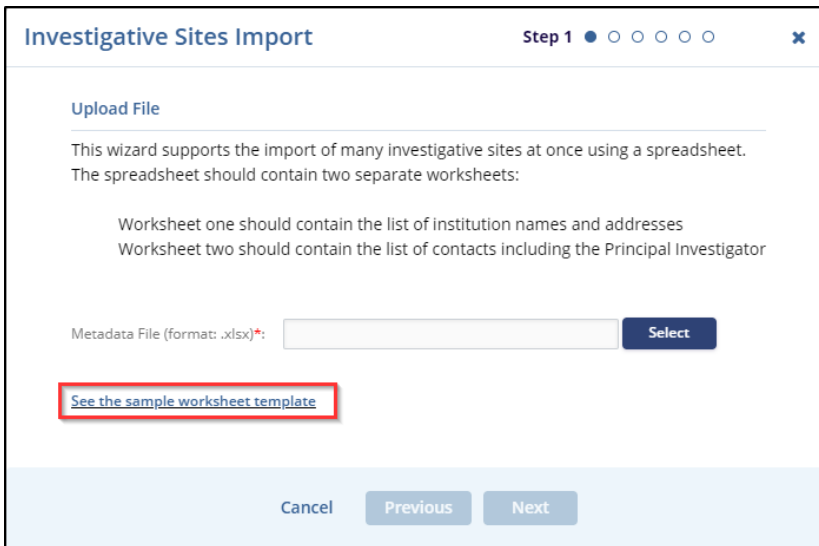 Investigative Sites Import
Step 1
Upload File
This wizard supports the import of many investigative sites at once using a spreadsheet.
The spreadsheet should contain two separate worksheets:
Worksheet one should contain the list of institution names and addresses
Worksheet two should contain the list of contacts including the Principal Investigator
Metadata File (format: .xlsx)*:
Select
See the sample worksheet template
Cancel
Previous
Next